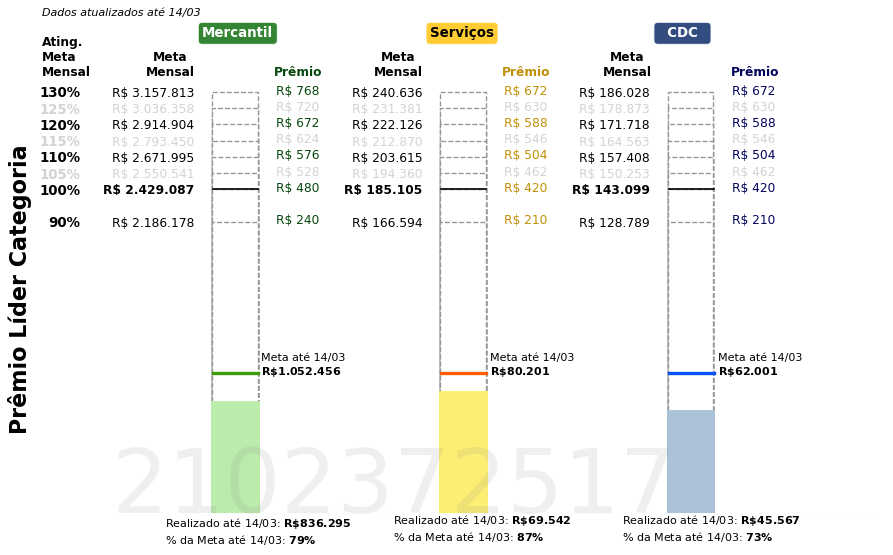 Dados atualizados até 14/03
Mercantil Serviços CDC
Ating. Meta Mensal Meta Mensal Prêmio Meta Mensal Prêmio Meta Mensal Prêmio
130% R$ 3.157.813 R$ 768 R$ 240.636 R$ 672 R$ 186.028 R$ 672
125% R$ 3.036.358 R$ 720 R$ 231.381 R$ 630 R$ 178.873 R$ 630
120% R$ 2.914.904 R$ 672 R$ 222.126 R$ 588 R$ 171.718 R$ 588
115% R$ 2.793.450 R$ 624 R$ 212.870 R$ 546 R$ 164.563 R$ 546
110% R$ 2.671.995 R$ 576 R$ 203.615 R$ 504 R$ 157.408 R$ 504
105% R$ 2.550.541 R$ 528 R$ 194.360 R$ 462 R$ 150.253 R$ 462
100% R$ 2.429.087 R$ 480 R$ 185.105 R$ 420 R$ 143.099 R$ 420
90% R$ 2.186.178 R$ 240 R$ 166.594 R$ 210 R$ 128.789 R$ 210
Prêmio Líder Categoria
Meta até 14/03 Meta até 14/03 Meta até 14/03
R$1.052.456 R$80.201 R$62.001
2102372517
Realizado até 14/03: R$836.295 Realizado até 14/03: R$69.542 Realizado até 14/03: R$45.567
% da Meta até 14/03: 79% % da Meta até 14/03: 87% % da Meta até 14/03: 73%